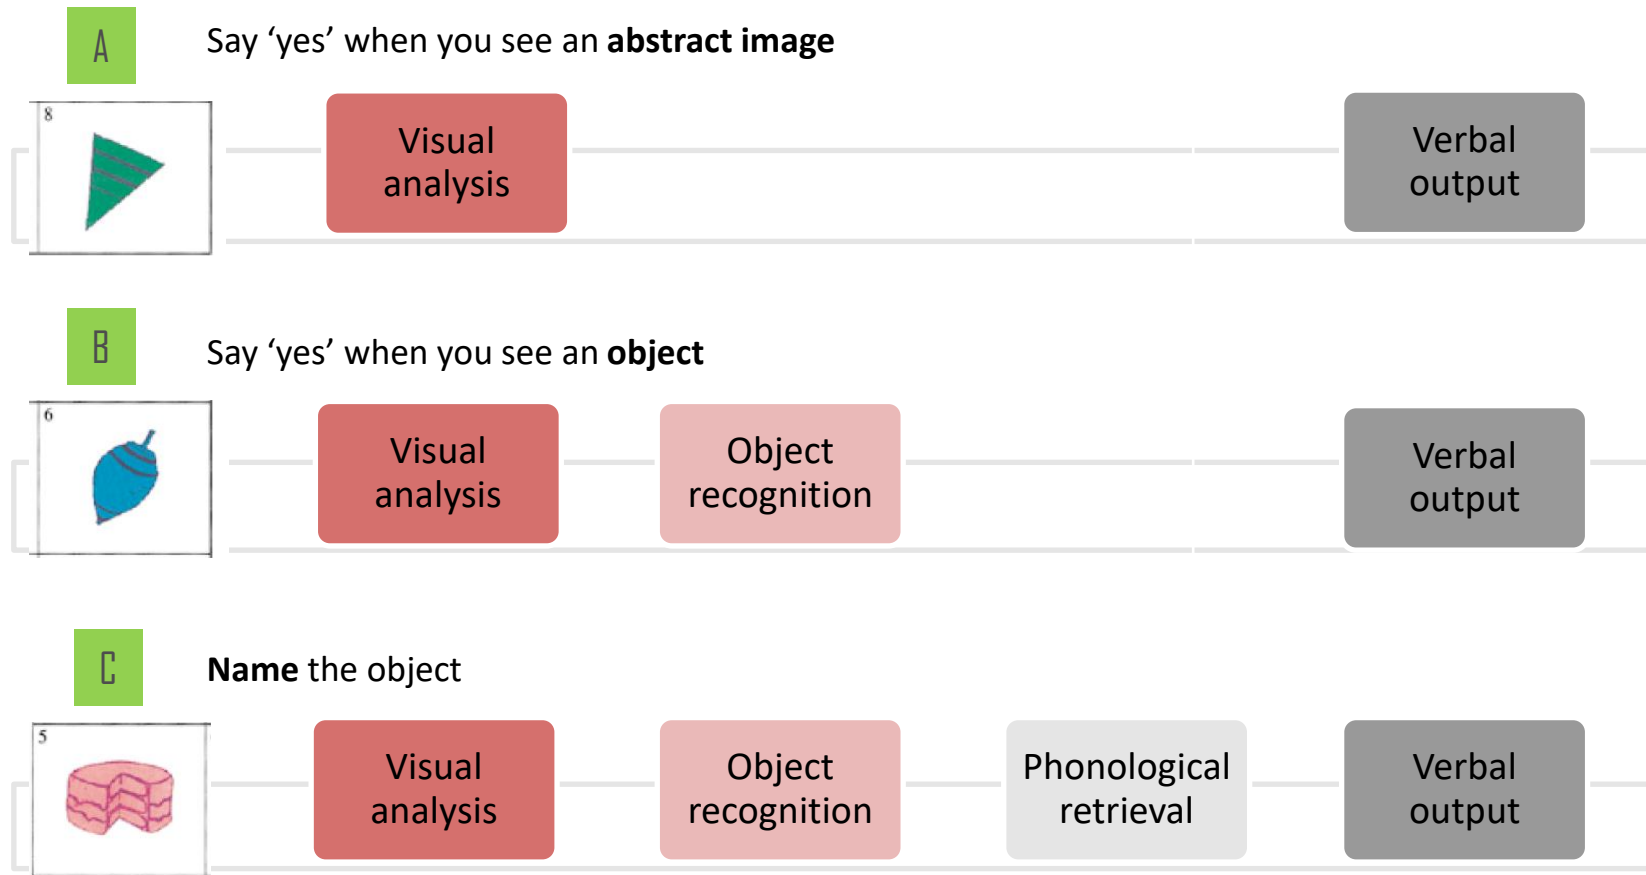 A
Say ‘yes’ when you see an abstract image
8
Visual
analysis
Verbal
output
B
Say ‘yes’ when you see an object
6
Visual
analysis
Object
recognition
Verbal
output
C
Name the object
5
Visual
analysis
Object
recognition
Phonological
retrieval
Verbal
output